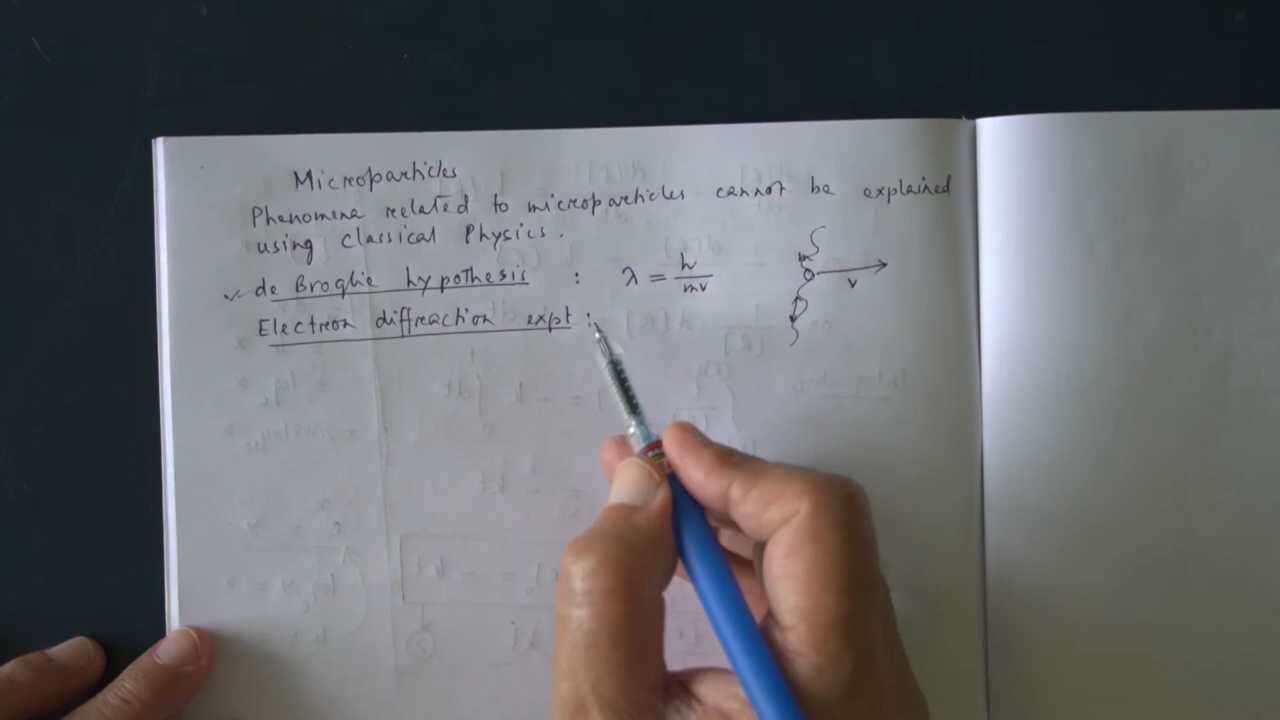 Microparticles
Phenomena related to microparticles cannot be explained
using Classical Physics.
✓ de Broglie hypothesis : λ = h/mv
v
Electron diffraction expt :